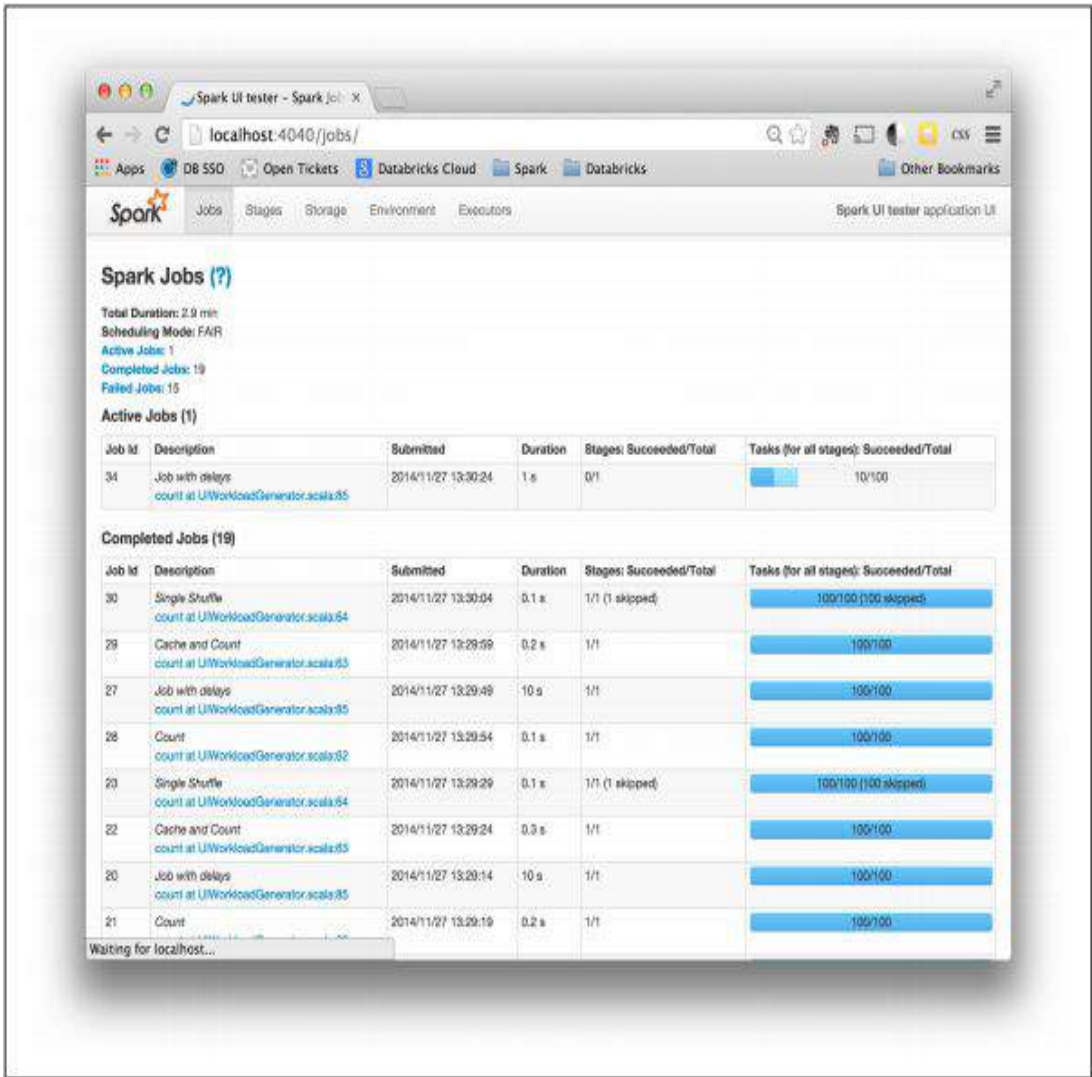 Spark UI tester - Spark Job
localhost:4040/jobs/
css
Apps DB SSO Open Tickets Databricks Cloud Spark Databricks Other Bookmarks
Spark Jobs Stages Storage Environment Executors Spark UI tester application UI
Spark Jobs (?)
Total Duration: 2.9 min
Scheduling Mode: FAIR
Active Jobs: 1
Completed Jobs: 19
Failed Jobs: 15
Active Jobs (1)
Job Id Description Submitted Duration Stages: Succeeded/Total Tasks (for all stages): Succeeded/Total
34 Job with delays 2014/11/27 13:30:24 1 s 0/1 10/100
count at UIWorkloadGenerator.scala:85
Completed Jobs (19)
Job Id Description Submitted Duration Stages: Succeeded/Total Tasks (for all stages): Succeeded/Total
30 Single Shuffle 2014/11/27 13:30:04 0.1 s 1/1 (1 skipped) 100/100 (100 skipped)
count at UIWorkloadGenerator.scala:64
29 Cache and Count 2014/11/27 13:29:59 0.2 s 1/1 100/100
count at UIWorkloadGenerator.scala:63
27 Job with delays 2014/11/27 13:29:49 10 s 1/1 100/100
count at UIWorkloadGenerator.scala:85
28 Count 2014/11/27 13:29:54 0.1 s 1/1 100/100
count at UIWorkloadGenerator.scala:62
23 Single Shuffle 2014/11/27 13:29:29 0.1 s 1/1 (1 skipped) 100/100 (100 skipped)
count at UIWorkloadGenerator.scala:64
22 Cache and Count 2014/11/27 13:29:24 0.3 s 1/1 100/100
count at UIWorkloadGenerator.scala:63
20 Job with delays 2014/11/27 13:29:14 10 s 1/1 100/100
count at UIWorkloadGenerator.scala:85
21 Count 2014/11/27 13:29:19 0.2 s 1/1 100/100
Waiting for localhost...